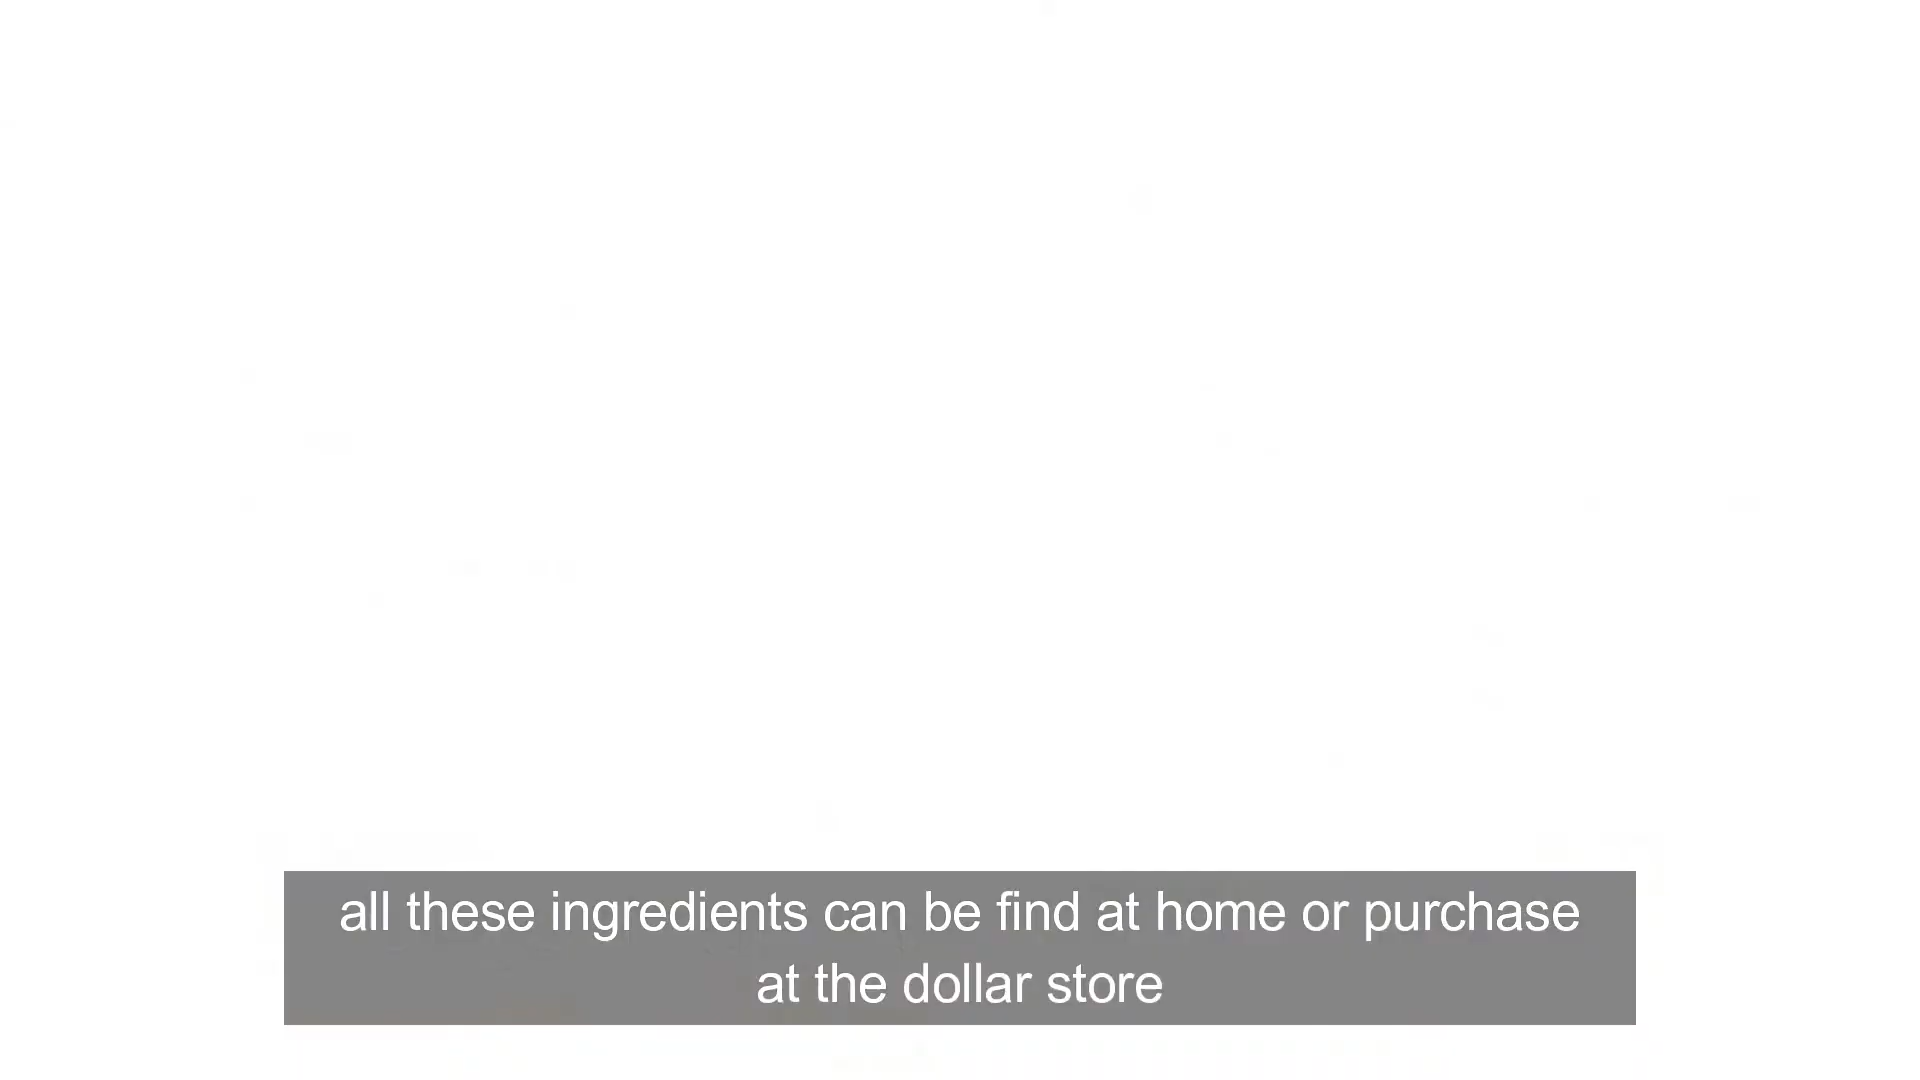 all these ingredients can be find at home or purchase
at the dollar store